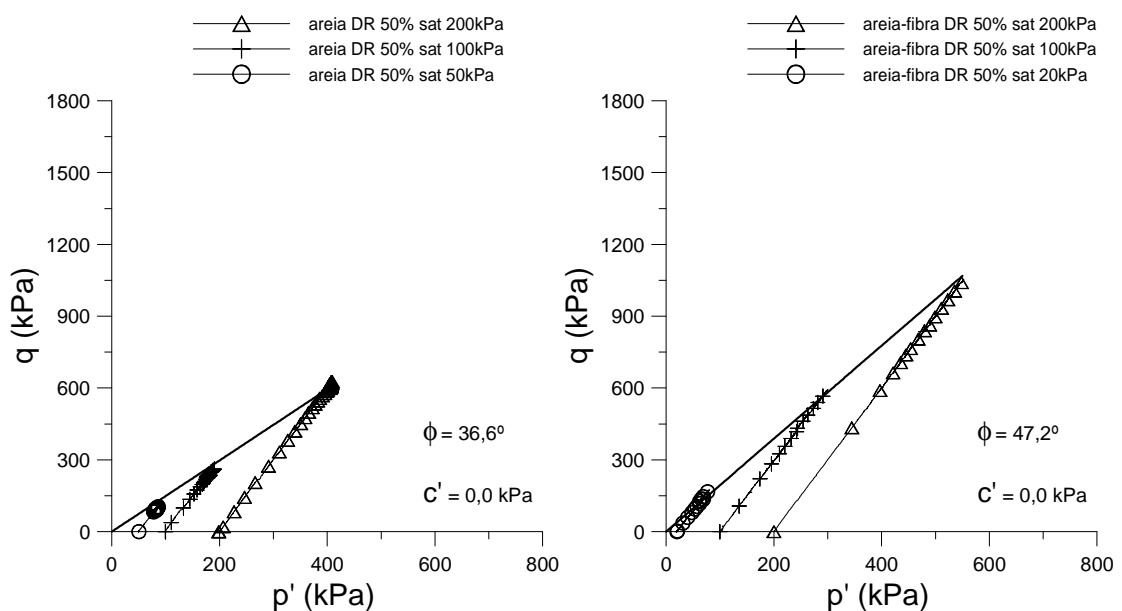 areia DR 50% sat 200kPa
areia DR 50% sat 100kPa
areia DR 50% sat 50kPa
1800
1500
1200
900
600
300
0
q (kPa)
ϕ = 36,6º
c' = 0,0 kPa
0 200 400 600 800
p' (kPa)
areia-fibra DR 50% sat 200kPa
areia-fibra DR 50% sat 100kPa
areia-fibra DR 50% sat 20kPa
1800
1500
1200
900
600
300
0
q (kPa)
ϕ = 47,2º
c' = 0,0 kPa
0 200 400 600 800
p' (kPa)